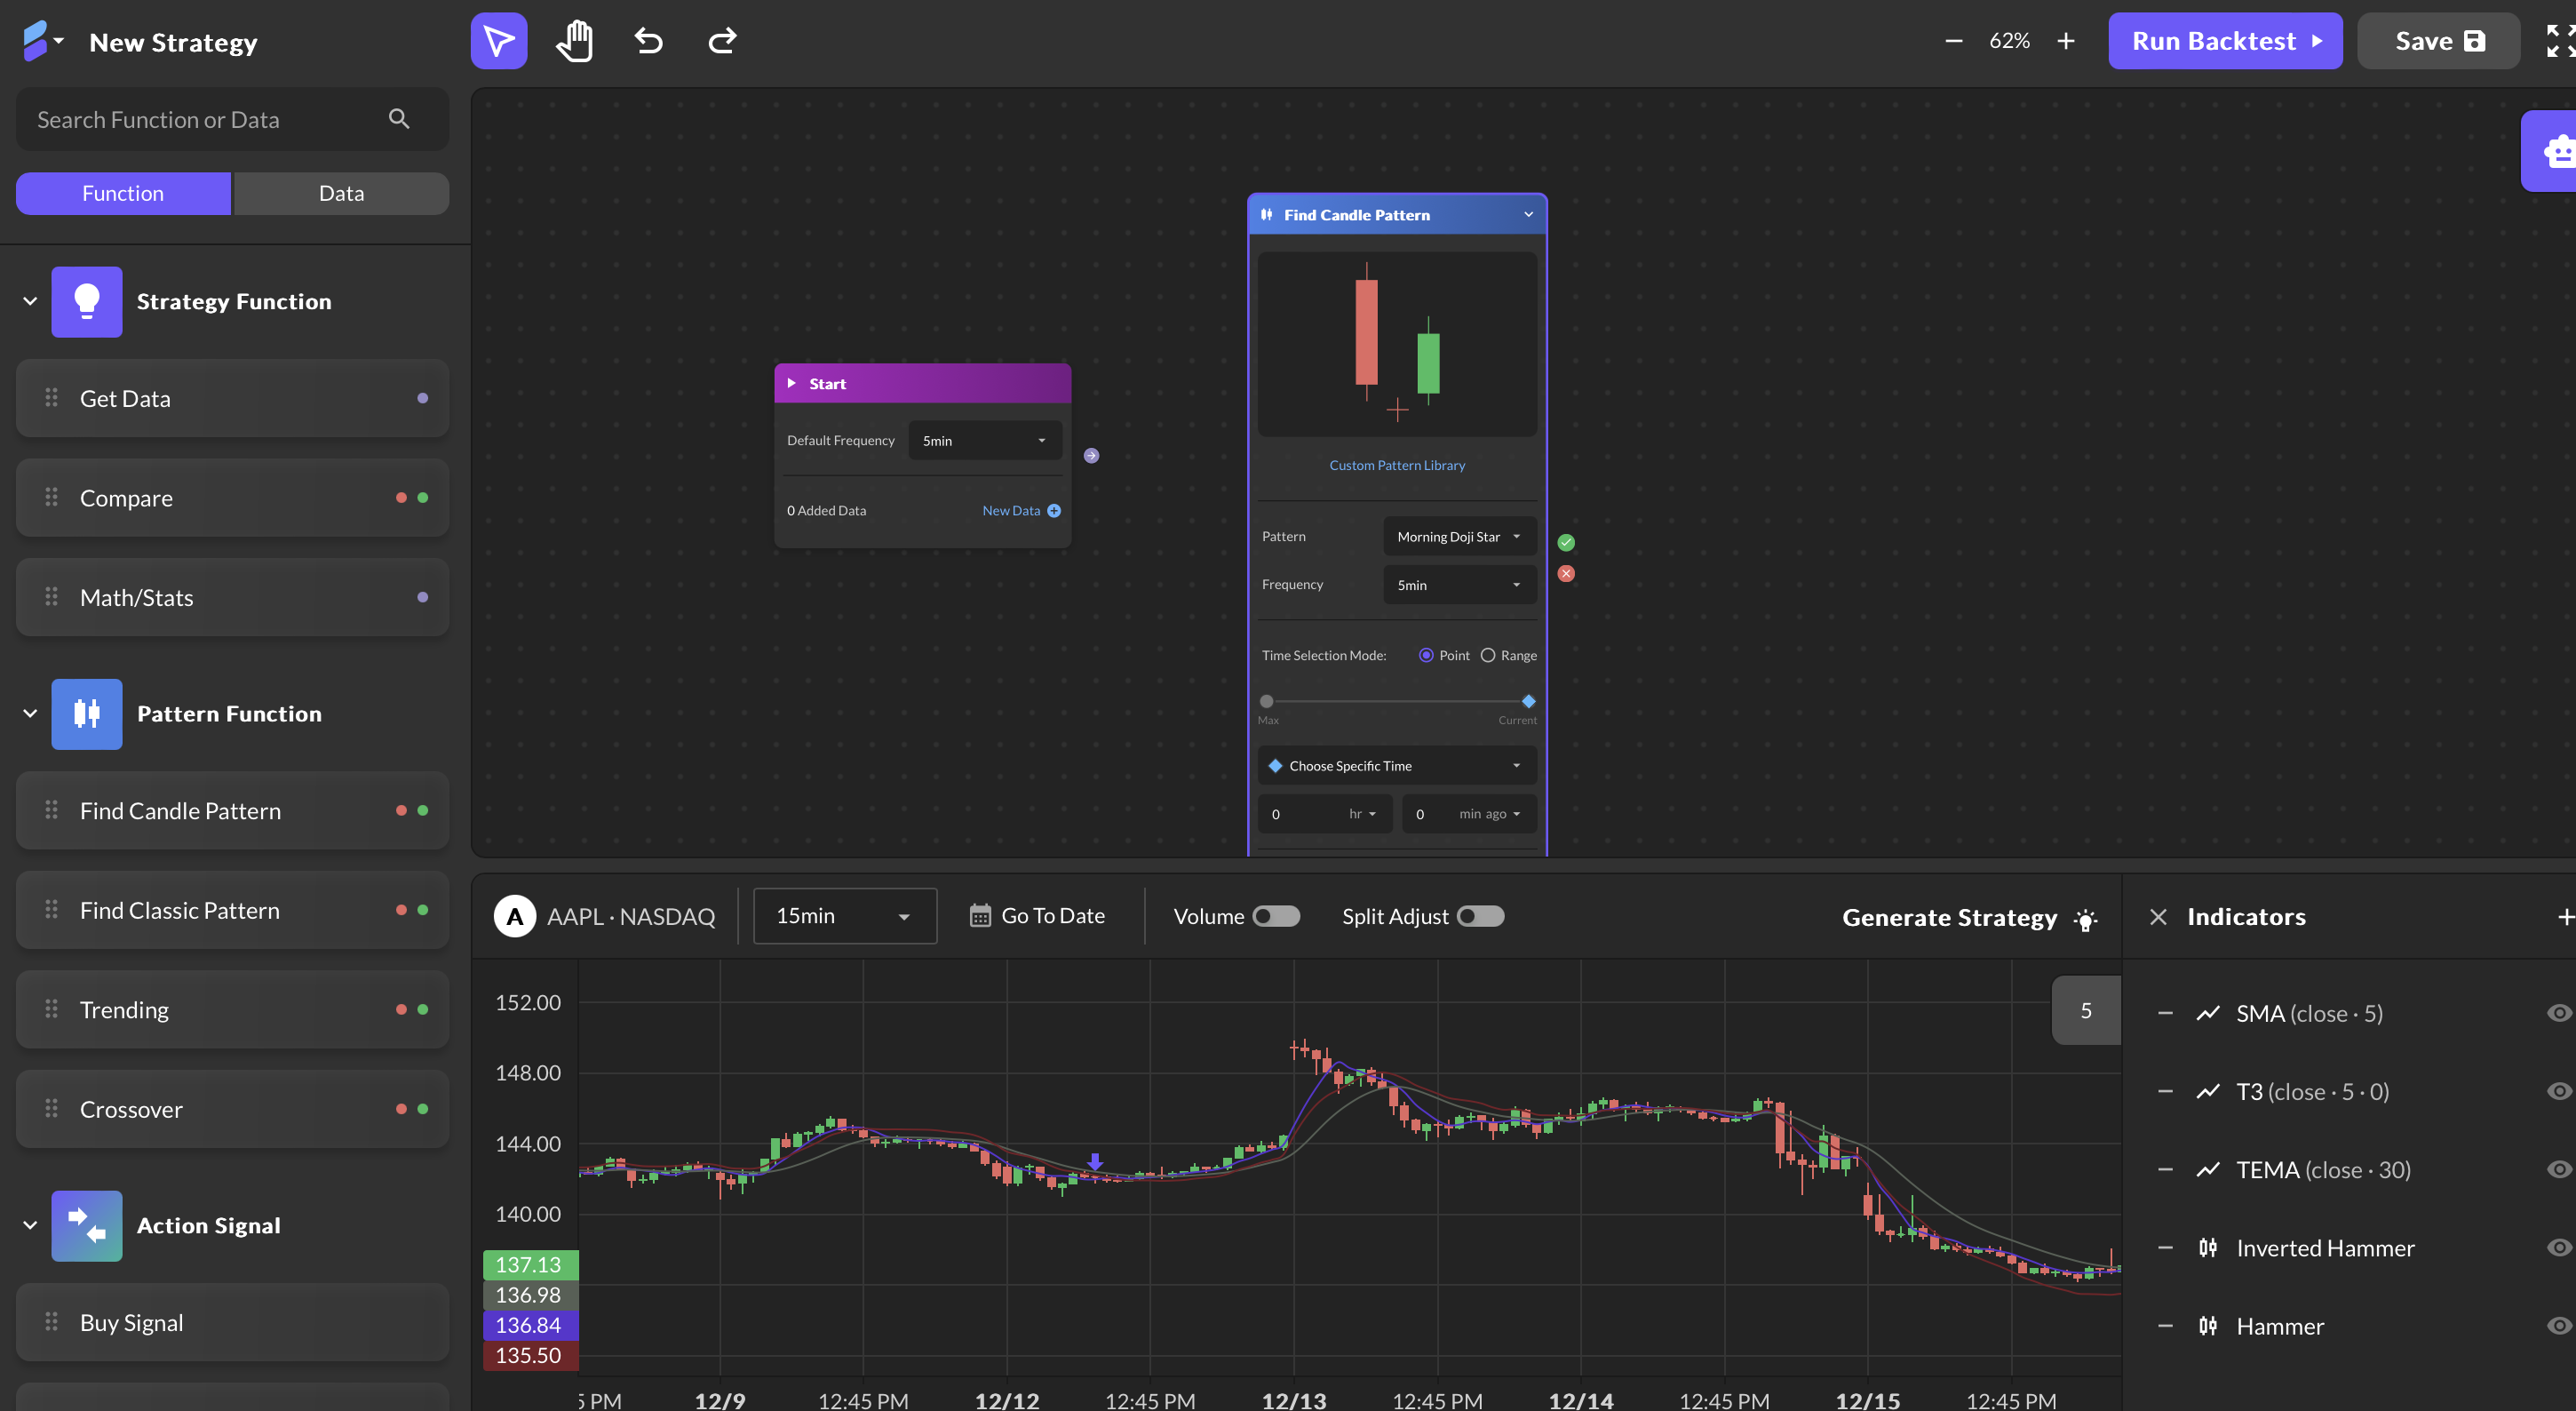 New Strategy
62%
Run Backtest
Save
Search Function or Data
Function
Data
Strategy Function
Get Data
Compare
Math/Stats
Pattern Function
Find Candle Pattern
Find Classic Pattern
Trending
Crossover
Action Signal
Buy Signal
Start
Default Frequency
5min
0 Added Data
New Data
Find Candle Pattern
Custom Pattern Library
Pattern
Morning Doji Star
Frequency
5min
Time Selection Mode:
Point
Range
Max
Current
Choose Specific Time
0 hr
0 min ago
A
AAPL · NASDAQ
15min
Go To Date
Volume
Split Adjust
Generate Strategy
5
152.00
148.00
144.00
140.00
137.13
136.98
136.84
135.50
5 PM
12/9
12:45 PM
12/12
12:45 PM
12/13
12:45 PM
12/14
12:45 PM
12/15
12:45 PM
Indicators
SMA (close · 5)
T3 (close · 5 · 0)
TEMA (close · 30)
Inverted Hammer
Hammer